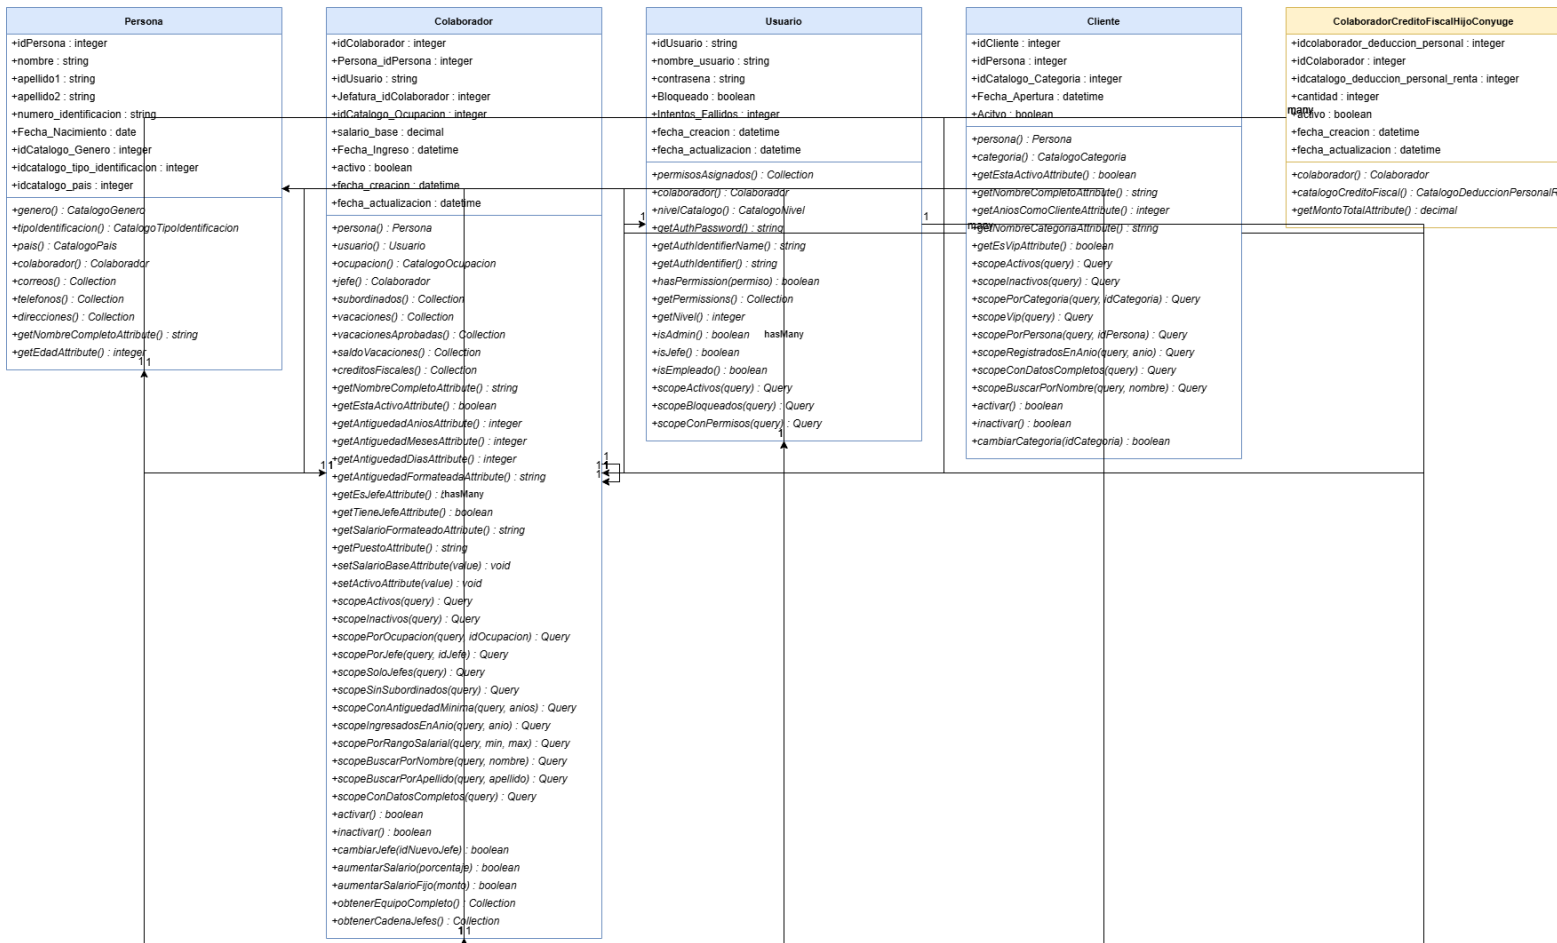 Persona
+idPersona : integer
+nombre : string
+apellido1 : string
+apellido2 : string
+numero_identificacion : string
+Fecha_Nacimiento : date
+idCatalogo_Genero : integer
+idcatalogo_tipo_identificacion : integer
+idcatalogo_pais : integer
+genero() : CatalogoGenero
+tipoIdentificacion() : CatalogoTipoIdentificacion
+pais() : CatalogoPais
+colaborador() : Colaborador
+correos() : Collection
+telefonos() : Collection
+direcciones() : Collection
+getNombreCompletoAttribute() : string
+getEdadAttribute() : integer
1 1
Colaborador
+idColaborador : integer
+Persona_idPersona : integer
+idUsuario : string
+Jefatura_idColaborador : integer
+idCatalogo_Ocupacion : integer
+salario_base : decimal
+Fecha_Ingreso : datetime
+activo : boolean
+fecha_creacion : datetime
+fecha_actualizacion : datetime
+persona() : Persona
+usuario() : Usuario
+ocupacion() : CatalogoOcupacion
+jefe() : Colaborador
+subordinados() : Collection
+vacaciones() : Collection
+vacacionesAprobadas() : Collection
+saldoVacaciones() : Collection
+creditosFiscales() : Collection
+getNombreCompletoAttribute() : string
+getEstaActivoAttribute() : boolean
+getAntiguedadAniosAttribute() : integer
+getAntiguedadMesesAttribute() : integer
+getAntiguedadDiasAttribute() : integer
1 1
+getAntiguedadFormateadaAttribute() : string
+getEsJefeAttribute() :
hasMany
+getTieneJefeAttribute() : boolean
+getSalarioFormateadoAttribute() : string
+getPuestoAttribute() : string
+setSalarioBaseAttribute(value) : void
+setActivoAttribute(value) : void
+scopeActivos(query) : Query
+scopeInactivos(query) : Query
+scopePorOcupacion(query, idOcupacion) : Query
+scopePorJefe(query, idJefe) : Query
+scopeSoloJefes(query) : Query
+scopeSinSubordinados(query) : Query
+scopeConAntiguedadMinima(query, anios) : Query
+scopeIngresadosEnAnio(query, anio) : Query
+scopePorRangoSalarial(query, min, max) : Query
+scopeBuscarPorNombre(query, nombre) : Query
+scopeBuscarPorApellido(query, apellido) : Query
+scopeConDatosCompletos(query) : Query
+activar() : boolean
+inactivar() : boolean
+cambiarJefe(idNuevoJefe) : boolean
+aumentarSalario(porcentaje) : boolean
+aumentarSalarioFijo(monto) : boolean
+obtenerEquipoCompleto() : Collection
+obtenerCadenaJefes() : Collection
1 1
1
1 1
1
Usuario
+idUsuario : string
+nombre_usuario : string
+contrasena : string
+Bloqueado : boolean
+Intentos_Fallidos : integer
+fecha_creacion : datetime
+fecha_actualizacion : datetime
+permisosAsignados() : Collection
+colaborador() : Colaborador
1
+nivelCatalogo() : CatalogoNivel
1
+getAuthPassword() : string
+getAuthIdentifierName() : string
+getAuthIdentifier() : string
+hasPermission(permiso) : boolean
+getPermissions() : Collection
+getNivel() : integer
+isAdmin() : boolean
hasMany
+isJefe() : boolean
+isEmpleado() : boolean
+scopeActivos(query) : Query
+scopeBloqueados(query) : Query
+scopeConPermisos(query) : Query
1
Cliente
+idCliente : integer
+idPersona : integer
+idCatalogo_Categoria : integer
+Fecha_Apertura : datetime
+Acitvo : boolean
+persona() : Persona
+categoria() : CatalogoCategoria
+getEstaActivoAttribute() : boolean
+getNombreCompletoAttribute() : string
+getAniosComoClienteAttribute() : integer
many
+getNombreCategoriaAttribute() : string
+getEsVipAttribute() : boolean
+scopeActivos(query) : Query
+scopeInactivos(query) : Query
+scopePorCategoria(query, idCategoria) : Query
+scopeVip(query) : Query
+scopePorPersona(query, idPersona) : Query
+scopeRegistradosEnAnio(query, anio) : Query
+scopeConDatosCompletos(query) : Query
+scopeBuscarPorNombre(query, nombre) : Query
+activar() : boolean
+inactivar() : boolean
+cambiarCategoria(idCategoria) : boolean
ColaboradorCreditoFiscalHijoConyuge
+idcolaborador_deduccion_personal : integer
+idColaborador : integer
+idcatalogo_deduccion_personal_renta : integer
+cantidad : integer
many
+activo : boolean
+fecha_creacion : datetime
+fecha_actualizacion : datetime
+colaborador() : Colaborador
+catalogoCreditoFiscal() : CatalogoDeduccionPersonalR
+getMontoTotalAttribute() : decimal